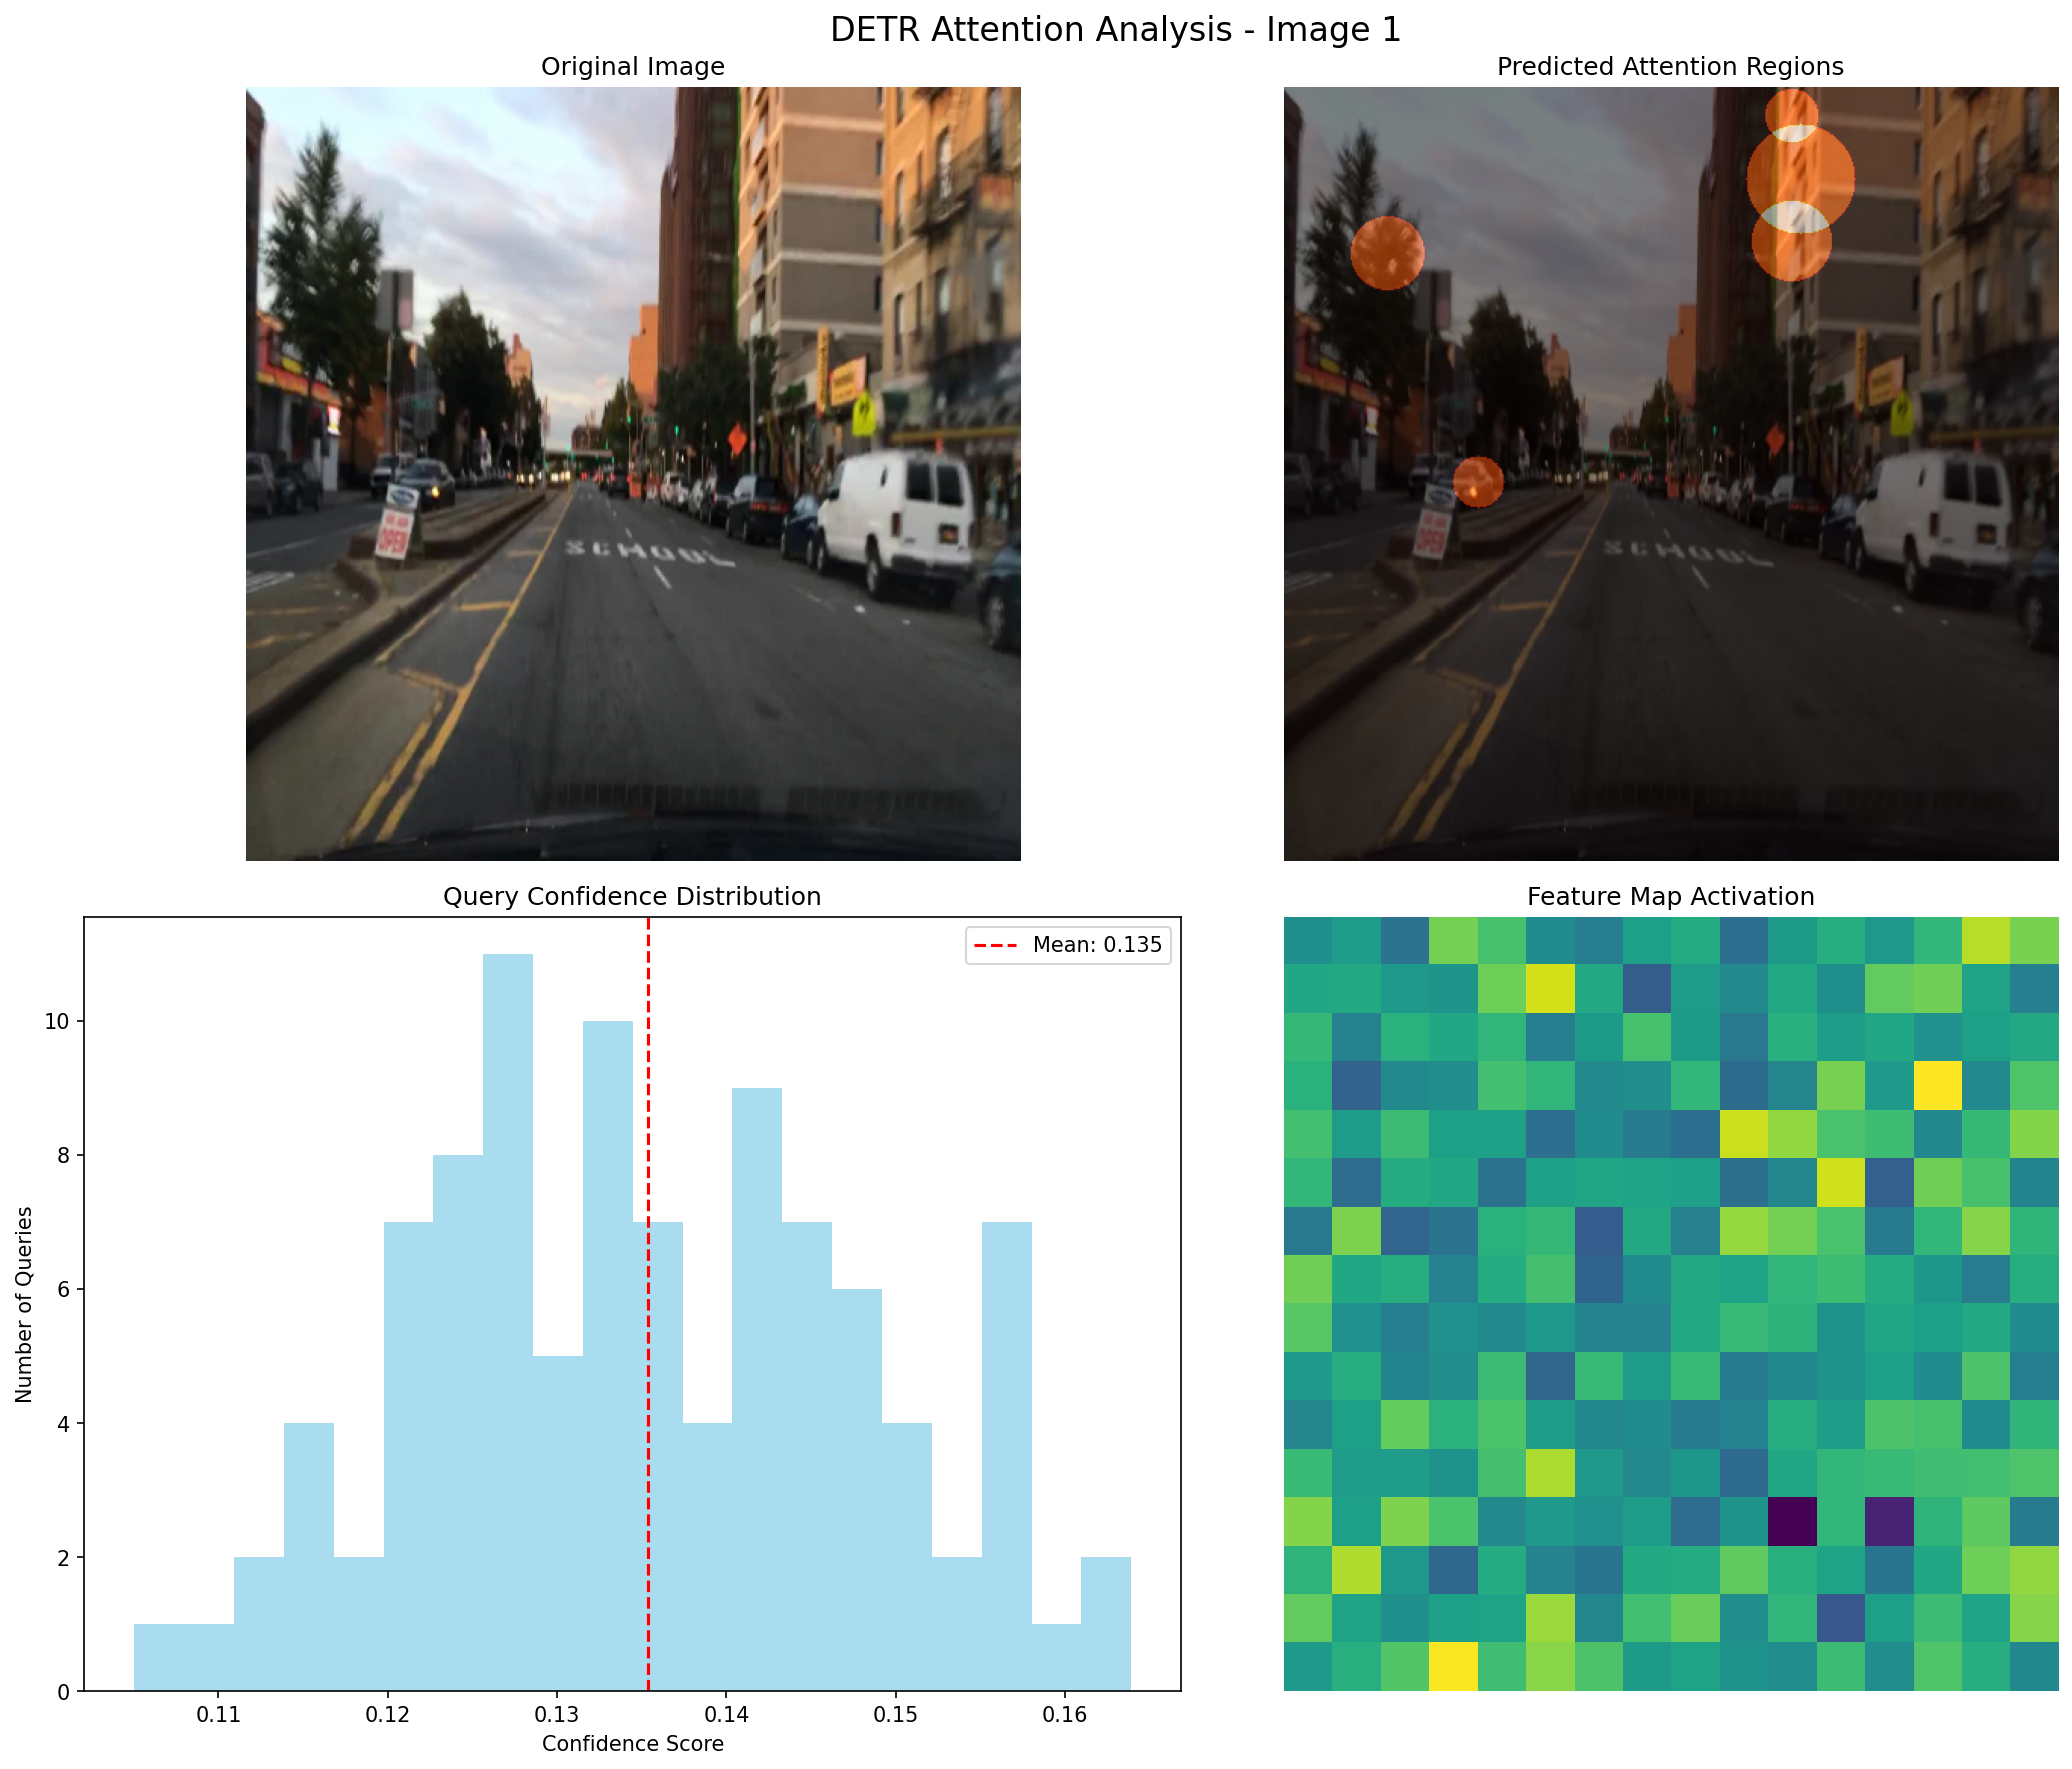 DETR Attention Analysis - Image 1
Original Image
Predicted Attention Regions
OPEN
SCHOOL
OPEN
SCHOOL
Query Confidence Distribution
Feature Map Activation
Mean: 0.135
Number of Queries
10
8
6
4
2
0
0.11 0.12 0.13 0.14 0.15 0.16
Confidence Score